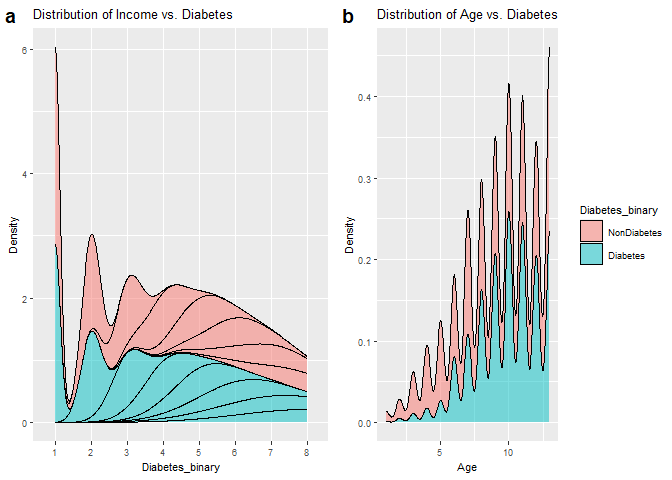 a
Distribution of Income vs. Diabetes
Density
6
4
2
0
1 2 3 4 5 6 7 8
Diabetes_binary
b
Distribution of Age vs. Diabetes
Density
0.4
0.3
0.2
0.1
0.0
5 10
Age
Diabetes_binary
NonDiabetes
Diabetes